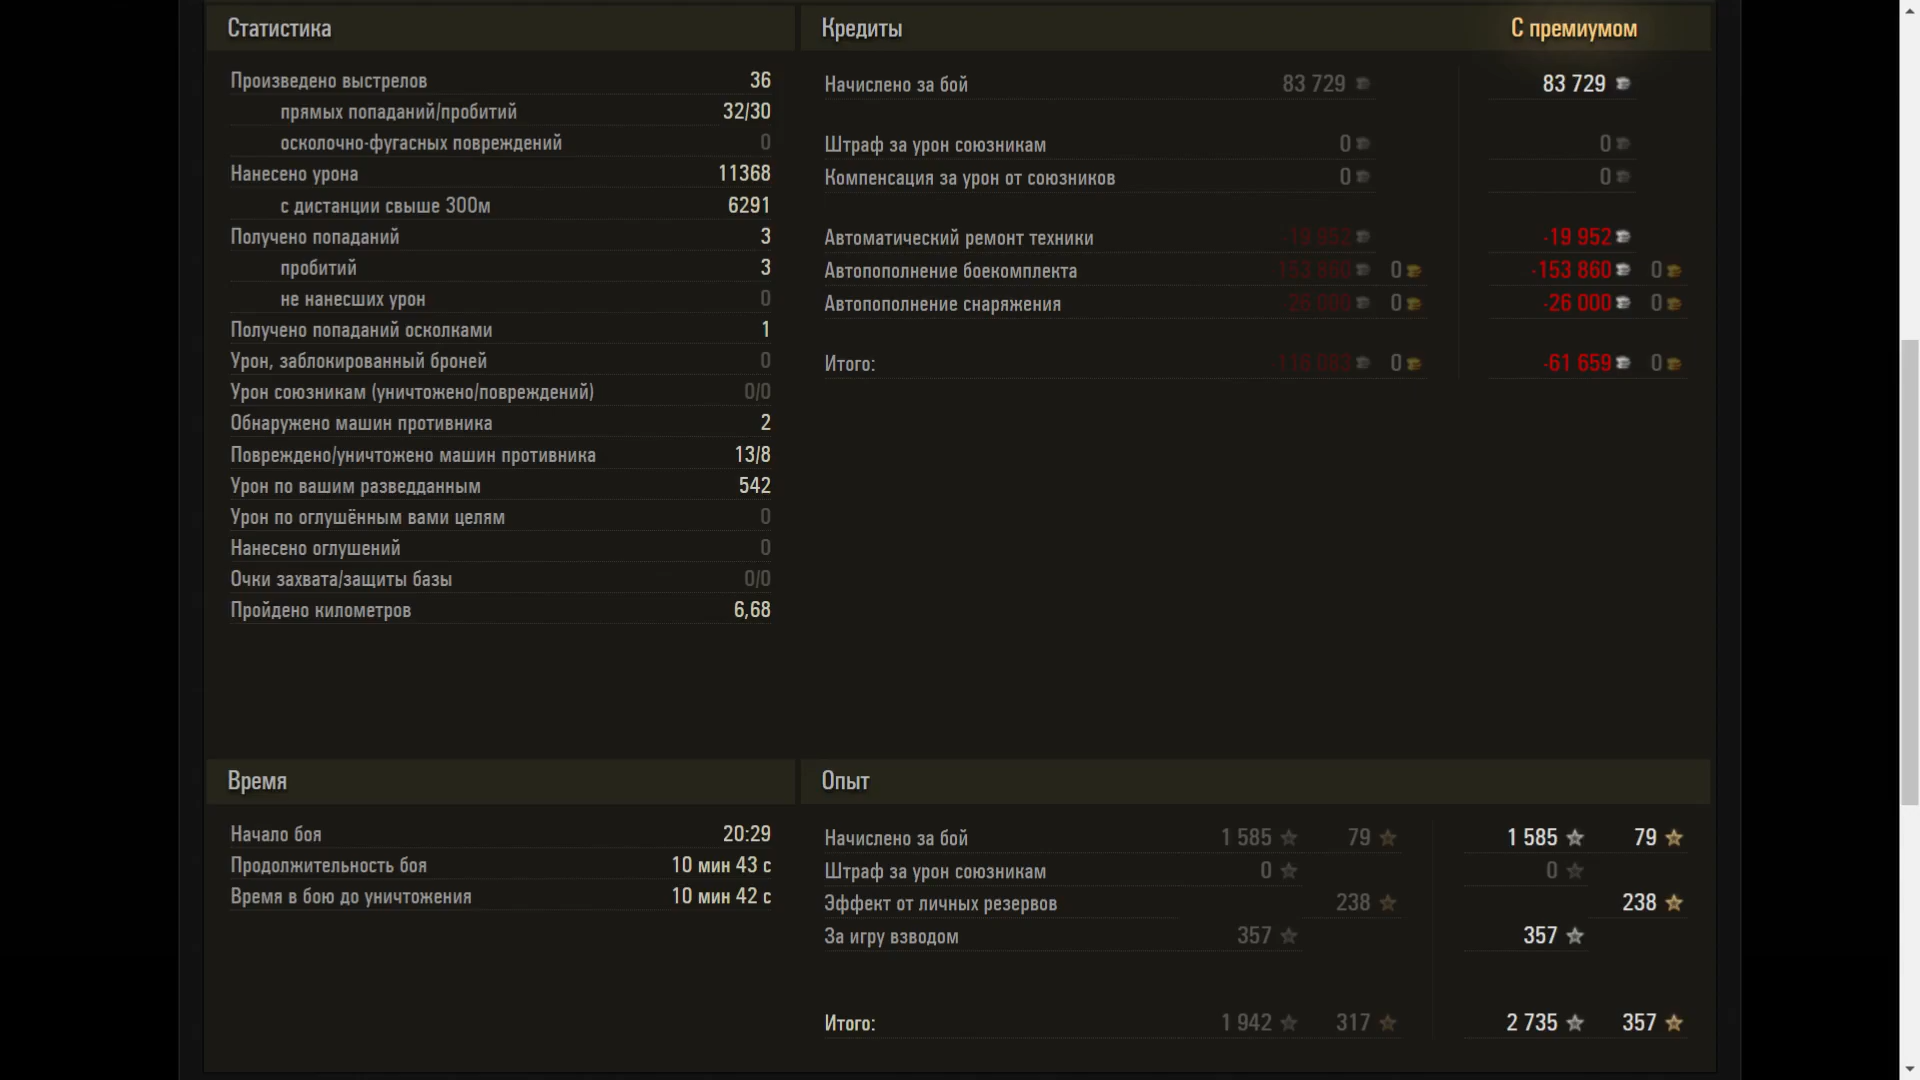 Статистика
Произведено выстрелов 36
прямых попаданий/пробитий 32/30
осколочно-фугасных повреждений 0
Нанесено урона 11368
с дистанции свыше 300м 6291
Получено попаданий 3
пробитий 3
не нанесших урон 0
Получено попаданий осколками 1
Урон, заблокированный броней 0
Урон союзникам (уничтожено/повреждений) 0/0
Обнаружено машин противника 2
Повреждено/уничтожено машин противника 13/8
Урон по вашим разведданным 542
Урон по оглушённым вами целям 0
Нанесено оглушений 0
Очки захвата/защиты базы 0/0
Пройдено километров 6,68
Кредиты С премиумом
Начислено за бой 83 729 83 729
Штраф за урон союзникам 0 0
Компенсация за урон от союзников 0 0
Автоматический ремонт техники -19 952 -19 952
Автопополнение боекомплекта -153 860 0 -153 860 0
Автопополнение снаряжения -26 000 0 -26 000 0
Итого: -116 083 0 -61 659 0
Время
Начало боя 20:29
Продолжительность боя 10 мин 43 с
Время в бою до уничтожения 10 мин 42 с
Опыт
Начислено за бой 1 585 79 1 585 79
Штраф за урон союзникам 0 0
Эффект от личных резервов 238 238
За игру взводом 357 357
Итого: 1 942 317 2 735 357